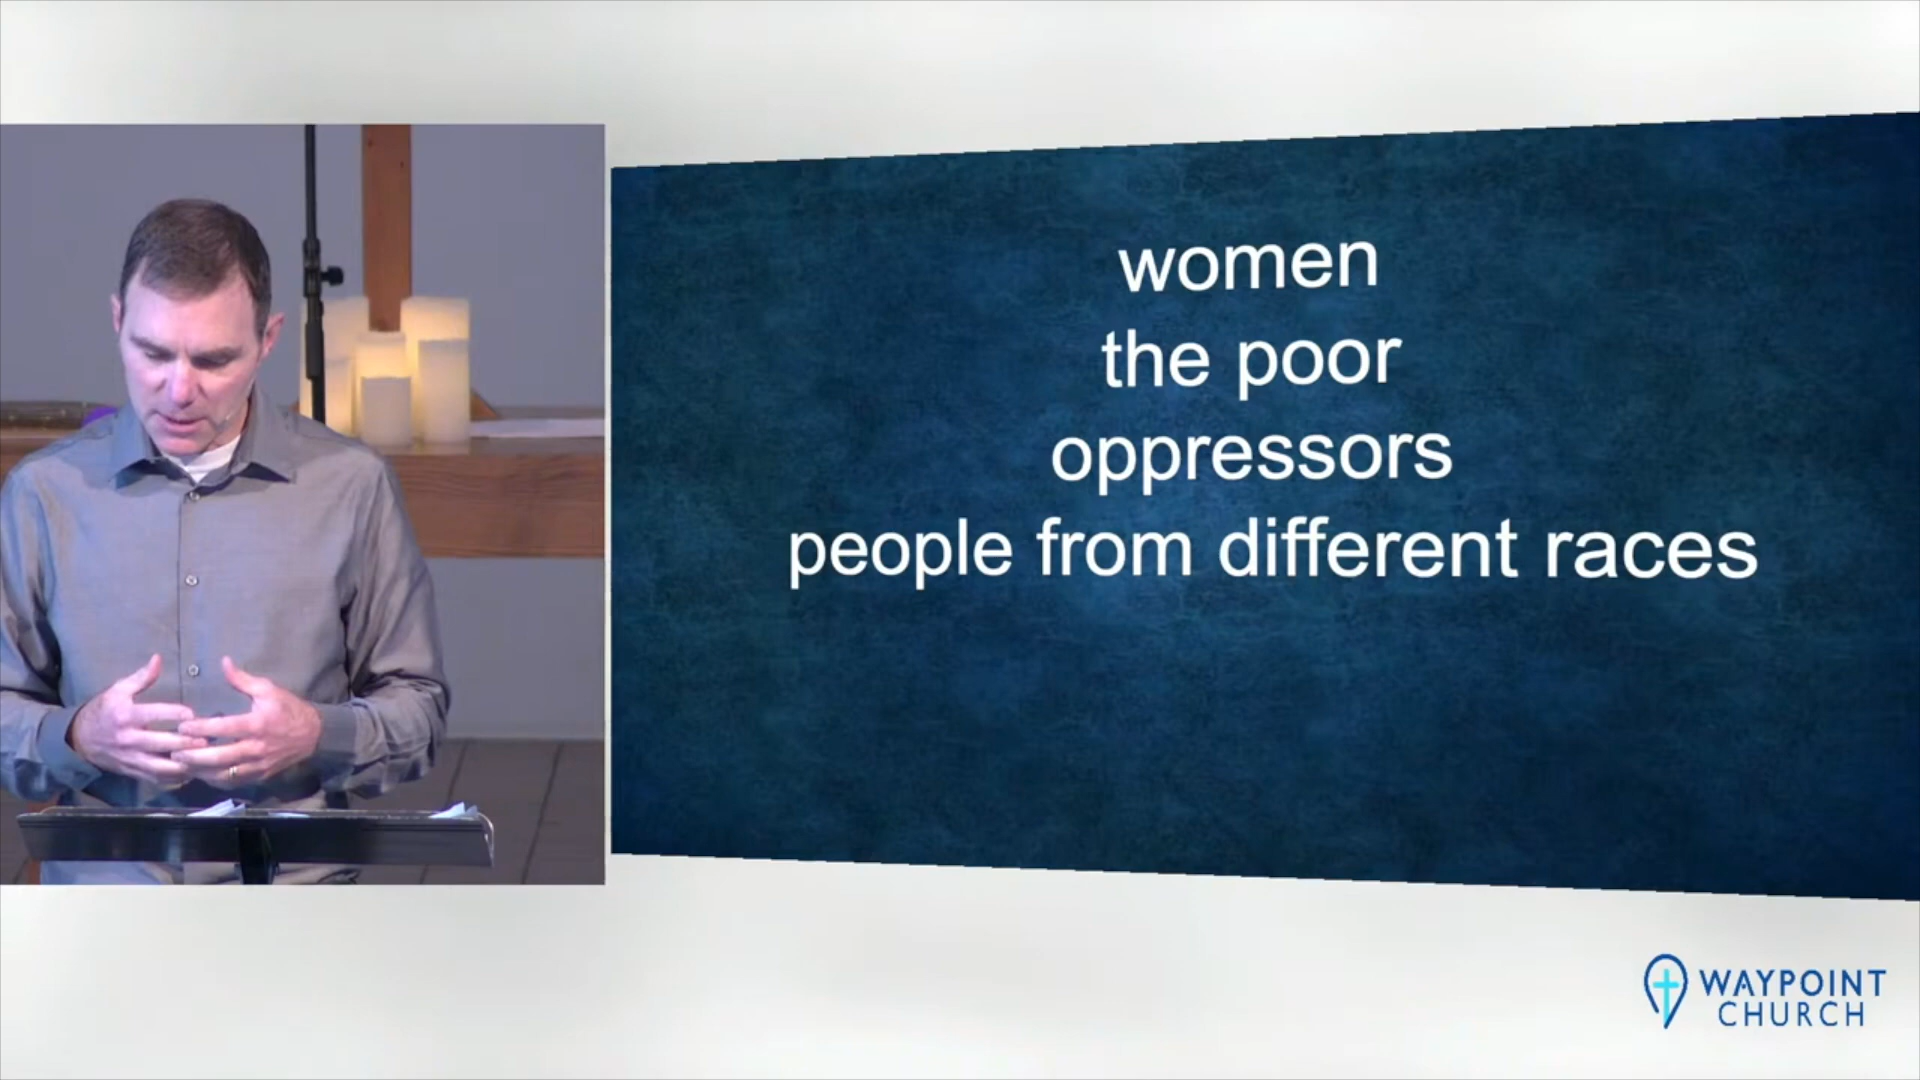 women
the poor
oppressors
people from different races
WAYPOINT
CHURCH